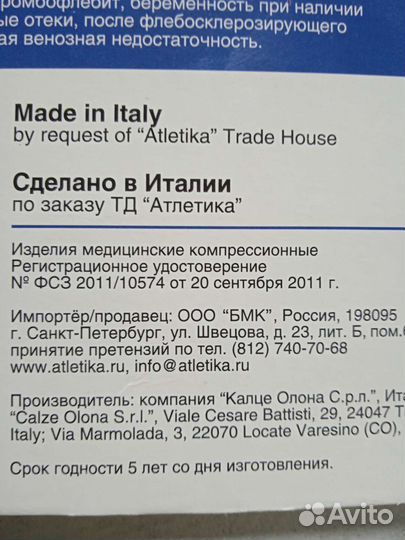 ромбофлебит, беременность при наличии
ые отеки, после флебосклерозирующего
ая венозная недостаточность.
Made in Italy
by request of “Atletika” Trade House
Сделано в Италии
по заказу ТД “Атлетика”
Изделия медицинские компрессионные
Регистрационное удостоверение
№ ФСЗ 2011/10574 от 20 сентября 2011 г.
Импортёр/продавец: ООО “БМК”, Россия, 198095
г. Санкт-Петербург, ул. Швецова, д. 23, лит. Б, пом.
принятие претензий по тел. (812) 740-70-68
www.atletika.ru, info@atletika.ru
Производитель: компания “Калце Олона С.р.л.”, Ита
“Calze Olona S.r.l.”, Viale Cesare Battisti, 29, 24047 T
Italy; Via Marmolada, 3, 22070 Locate Varesino (CO),
Срок годности 5 лет со дня изготовления.
Avito